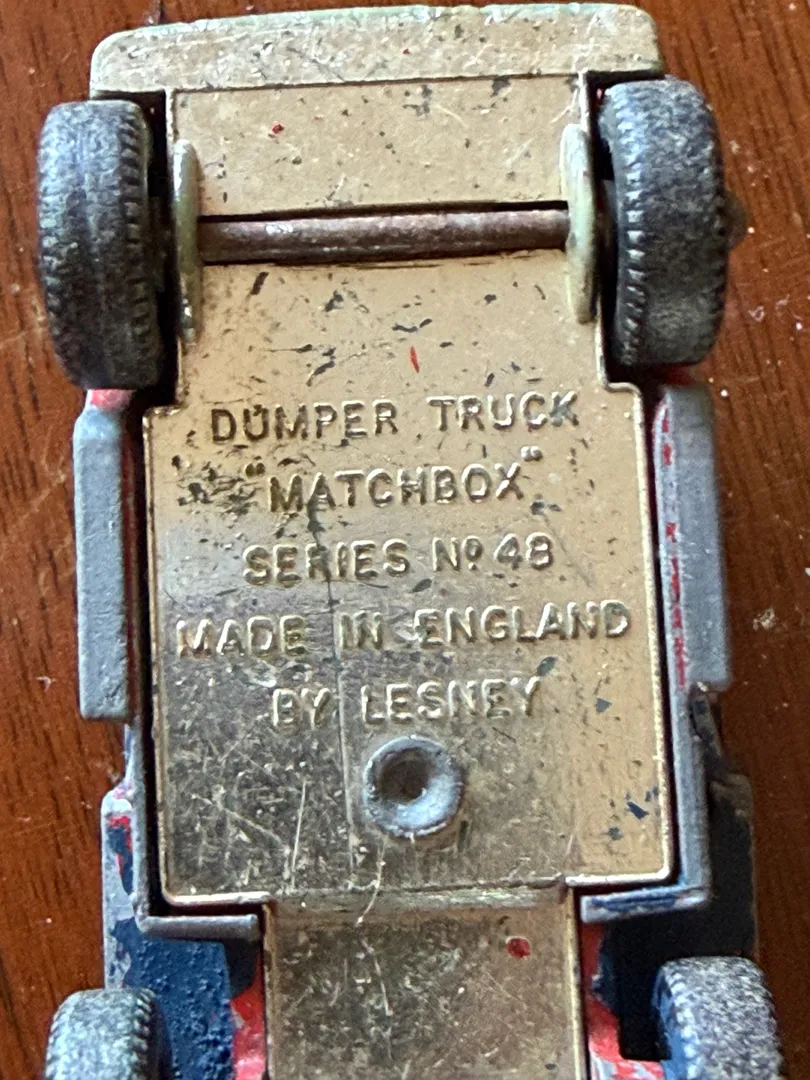 DUMPER TRUCK
"MATCHBOX"
SERIES Nº 48
MADE IN ENGLAND
BY LESNEY